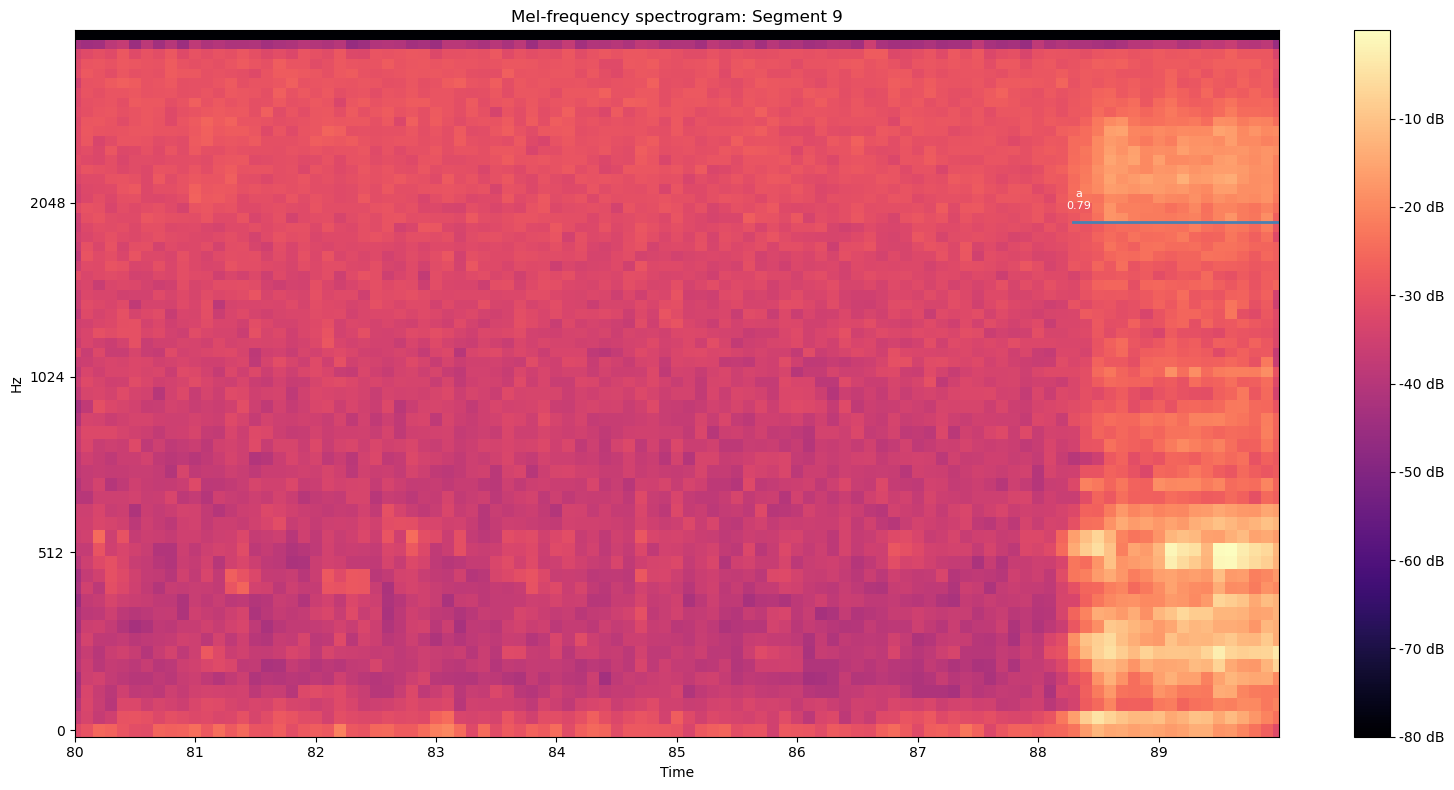 Mel-frequency spectrogram: Segment 9
Hz
2048
1024
512
0
a
0.79
80 81 82 83 84 85 86 87 88 89
Time
-10 dB
-20 dB
-30 dB
-40 dB
-50 dB
-60 dB
-70 dB
-80 dB